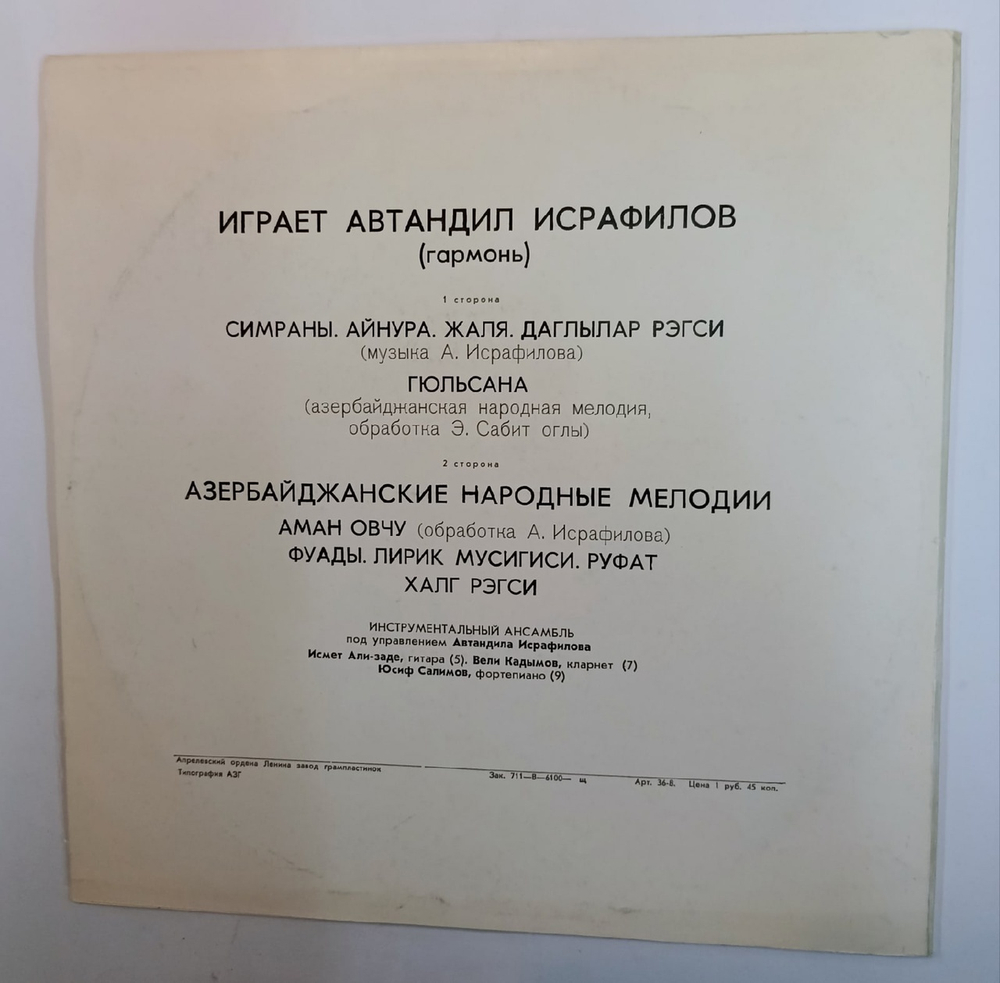 ИГРАЕТ АВТАНДИЛ ИСРАФИЛОВ
(гармонь)
1 сторона
СИМРАНЫ. АЙНУРА. ЖАЛЯ. ДАГЛЫЛАР РЭГСИ
(музыка А. Исрафилова)
ГЮЛЬСАНА
(азербайджанская народная мелодия,
обработка Э. Сабит оглы)
2 сторона
АЗЕРБАЙДЖАНСКИЕ НАРОДНЫЕ МЕЛОДИИ
АМАН ОВЧУ (обработка А. Исрафилова)
ФУАДЫ. ЛИРИК МУСИГИСИ. РУФАТ
ХАЛГ РЭГСИ
ИНСТРУМЕНТАЛЬНЫЙ АНСАМБЛЬ
под управлением Автандила Исрафилова
Исмет Али-заде, гитара (5). Вели Кадымов, кларнет (7)
Юсиф Салимов, фортепиано (9)
Апрелевский ордена Ленина завод грампластинок
Типография АЗГ Зак. 711—В—6100— щ Арт. 36-8. Цена 1 руб. 45 коп.